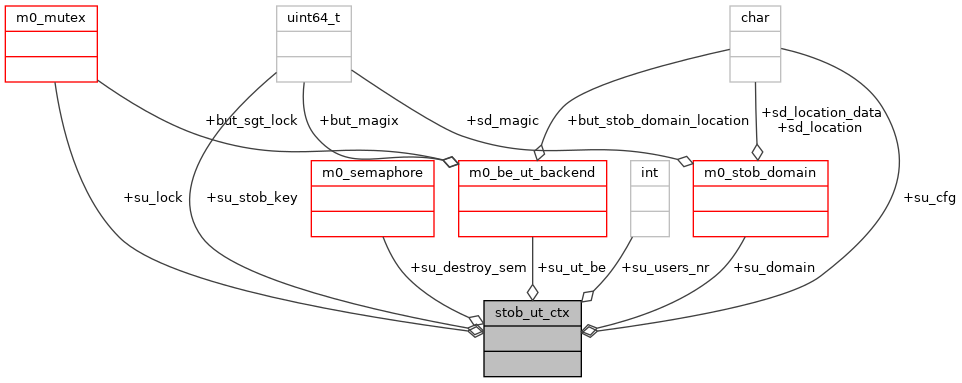 m0_mutex
uint64_t
char
+but_sgt_lock
+but_magix
+sd_magic
+but_stob_domain_location
+sd_location_data
+sd_location
m0_semaphore
m0_be_ut_backend
int
m0_stob_domain
+su_lock
+su_stob_key
+su_cfg
+su_destroy_sem
+su_ut_be
+su_users_nr
+su_domain
stob_ut_ctx